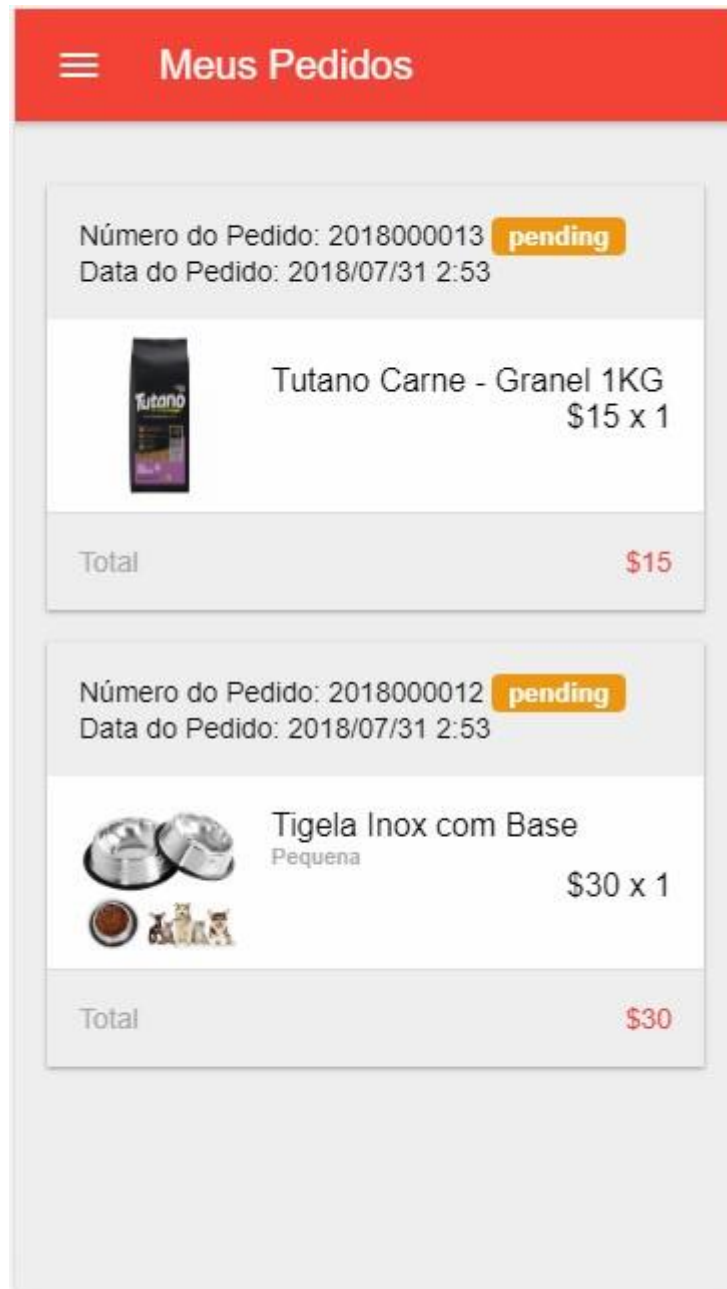 Meus Pedidos
Número do Pedido: 2018000013 pending
Data do Pedido: 2018/07/31 2:53
Tutano
Tutano Carne - Granel 1KG
$15 x 1
Total $15
Número do Pedido: 2018000012 pending
Data do Pedido: 2018/07/31 2:53
Tigela Inox com Base
Pequena
$30 x 1
Total $30